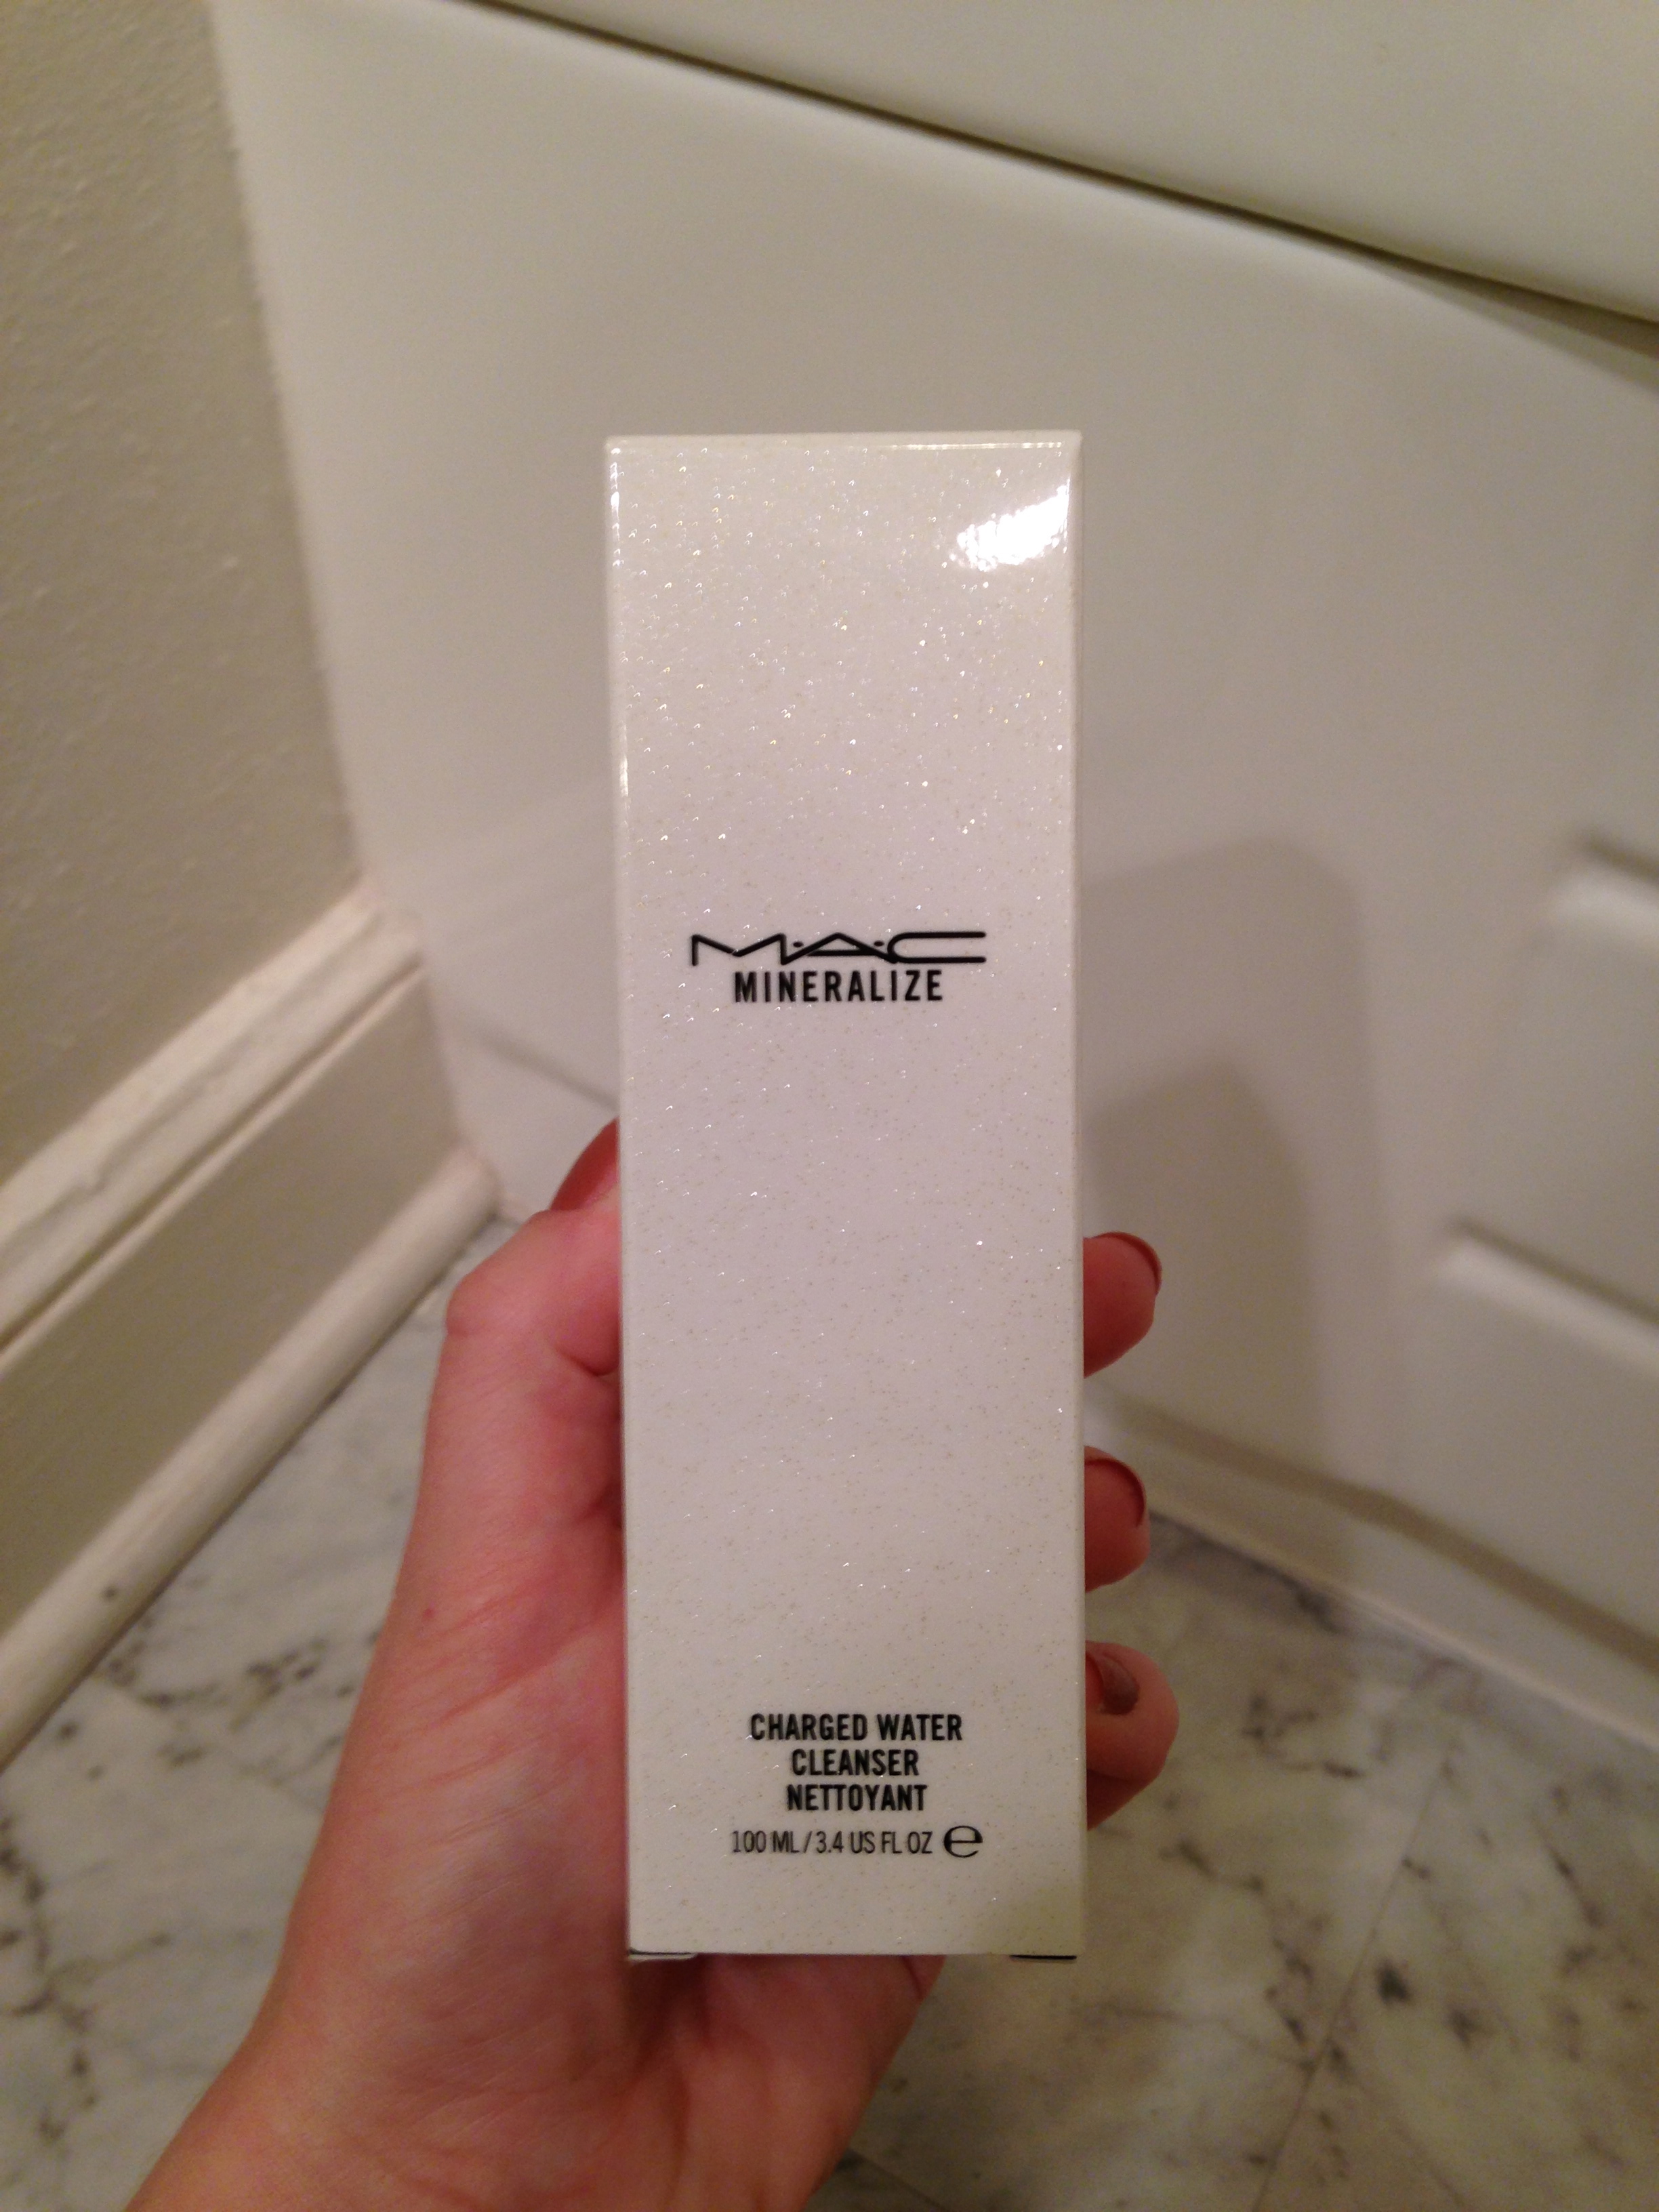 M·A·C
MINERALIZE
CHARGED WATER
CLEANSER
NETTOYANT
100 ML / 3.4 US FL OZ ℮